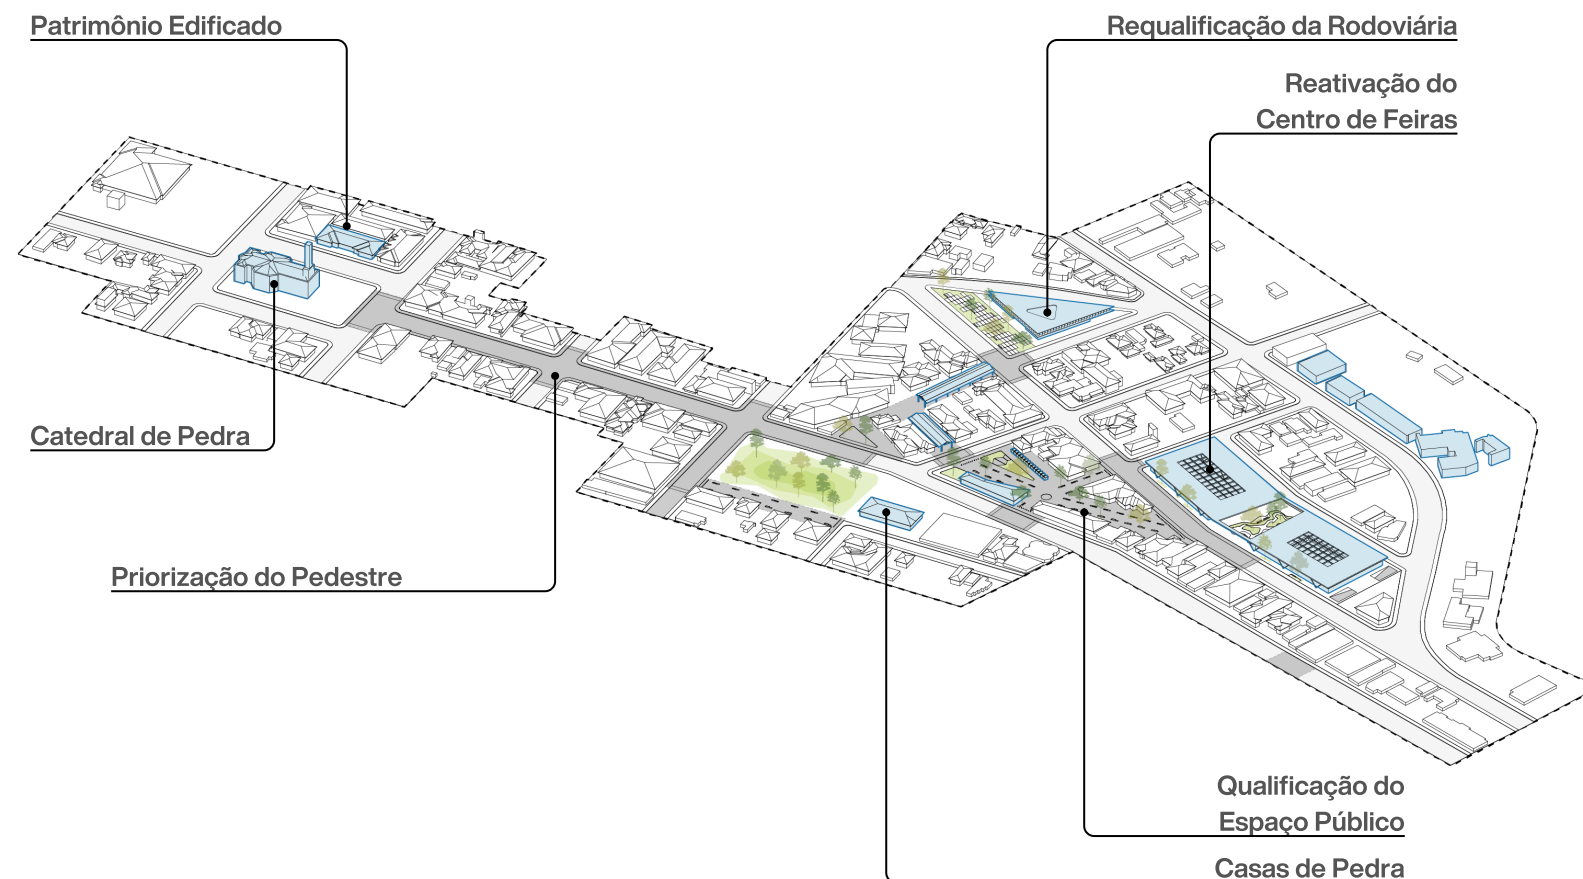 Patrimônio Edificado
Requalificação da Rodoviária
Reativação do
Centro de Feiras
Catedral de Pedra
Priorização do Pedestre
Qualificação do
Espaço Público
Casas de Pedra